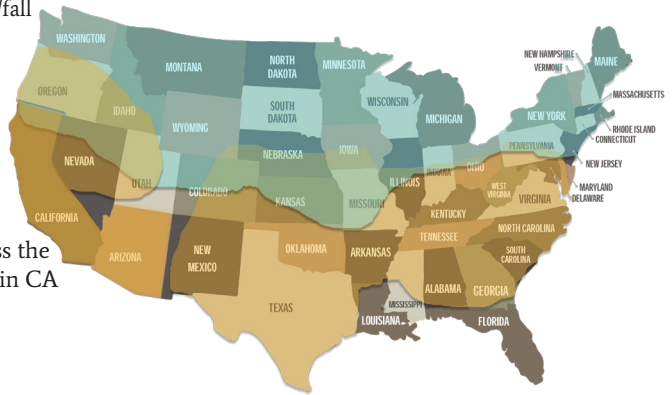 fall
ss the
in CA
WASHINGTON
OREGON
IDAHO
MONTANA
NORTH
DAKOTA
MINNESOTA
SOUTH
DAKOTA
WYOMING
WISCONSIN
MICHIGAN
NEW HAMPSHIRE
VERMONT
MAINE
MASSACHUSETTS
NEW YORK
RHODE ISLAND
CONNECTICUT
PENNSYLVANIA
NEW JERSEY
MARYLAND
DELAWARE
NEVADA
UTAH
COLORADO
NEBRASKA
IOWA
KANSAS
MISSOURI
ILLINOIS
INDIANA
OHIO
WEST
VIRGINIA
VIRGINIA
KENTUCKY
CALIFORNIA
ARIZONA
NEW
MEXICO
OKLAHOMA
ARKANSAS
TENNESSEE
NORTH CAROLINA
SOUTH
CAROLINA
TEXAS
LOUISIANA
MISSISSIPPI
ALABAMA
GEORGIA
FLORIDA